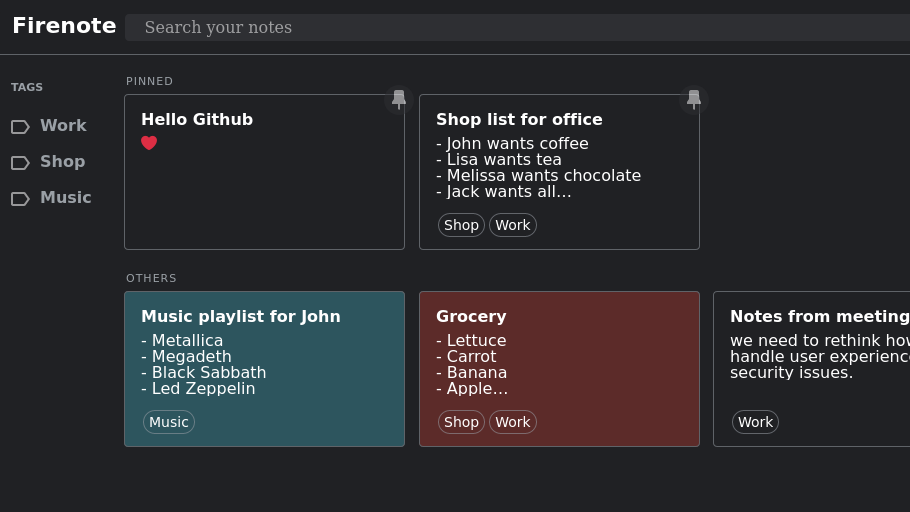 Firenote
Search your notes
TAGS
Work
Shop
Music
PINNED
Hello Github
Shop list for office
- John wants coffee
- Lisa wants tea
- Melissa wants chocolate
- Jack wants all...
Shop Work
OTHERS
Music playlist for John
- Metallica
- Megadeth
- Black Sabbath
- Led Zeppelin
Music
Grocery
- Lettuce
- Carrot
- Banana
- Apple...
Shop Work
Notes from meeting
we need to rethink how
handle user experience
security issues.
Work